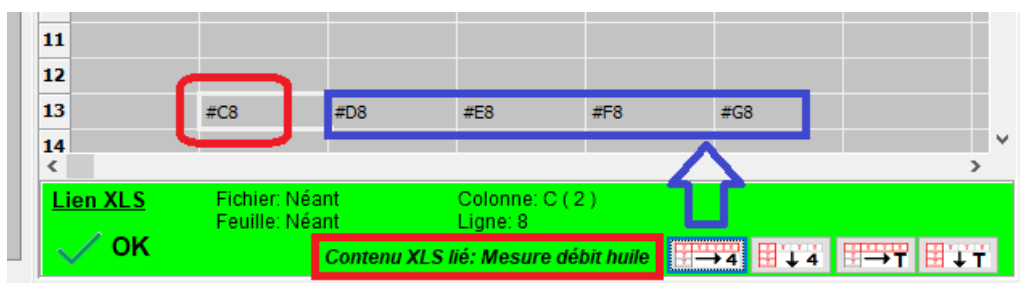 11
12
13 #C8 #D8 #E8 #F8 #G8
14
Lien XLS Fichier: Néant Colonne: C ( 2 )
Feuille: Néant Ligne: 8
OK
Contenu XLS lié: Mesure débit huile → 4 ↓ 4 → T ↓ T